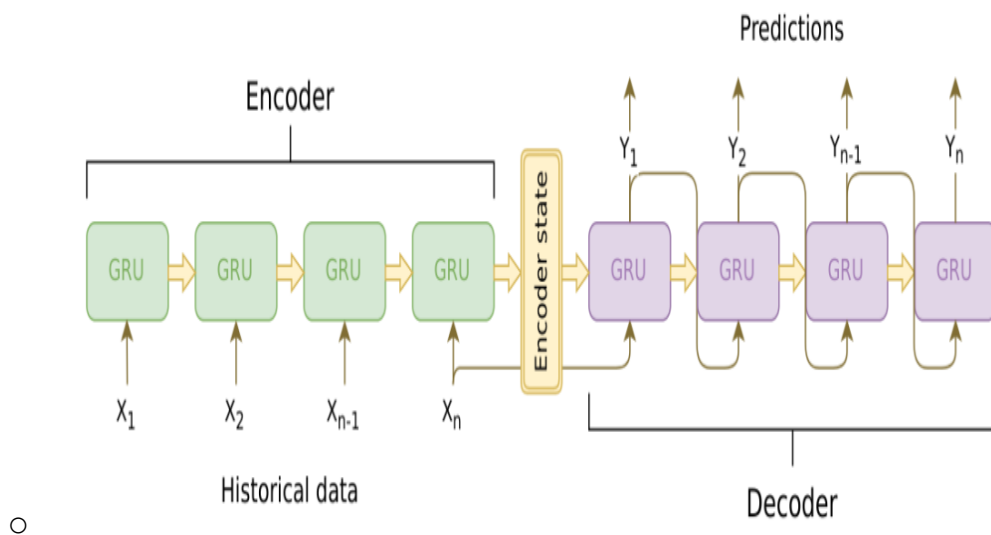 Predictions
Encoder
Y1 Y2 Yn-1 Yn
GRU GRU GRU GRU
Encoder state
GRU GRU GRU GRU
X1 X2 Xn-1 Xn
Historical data
Decoder